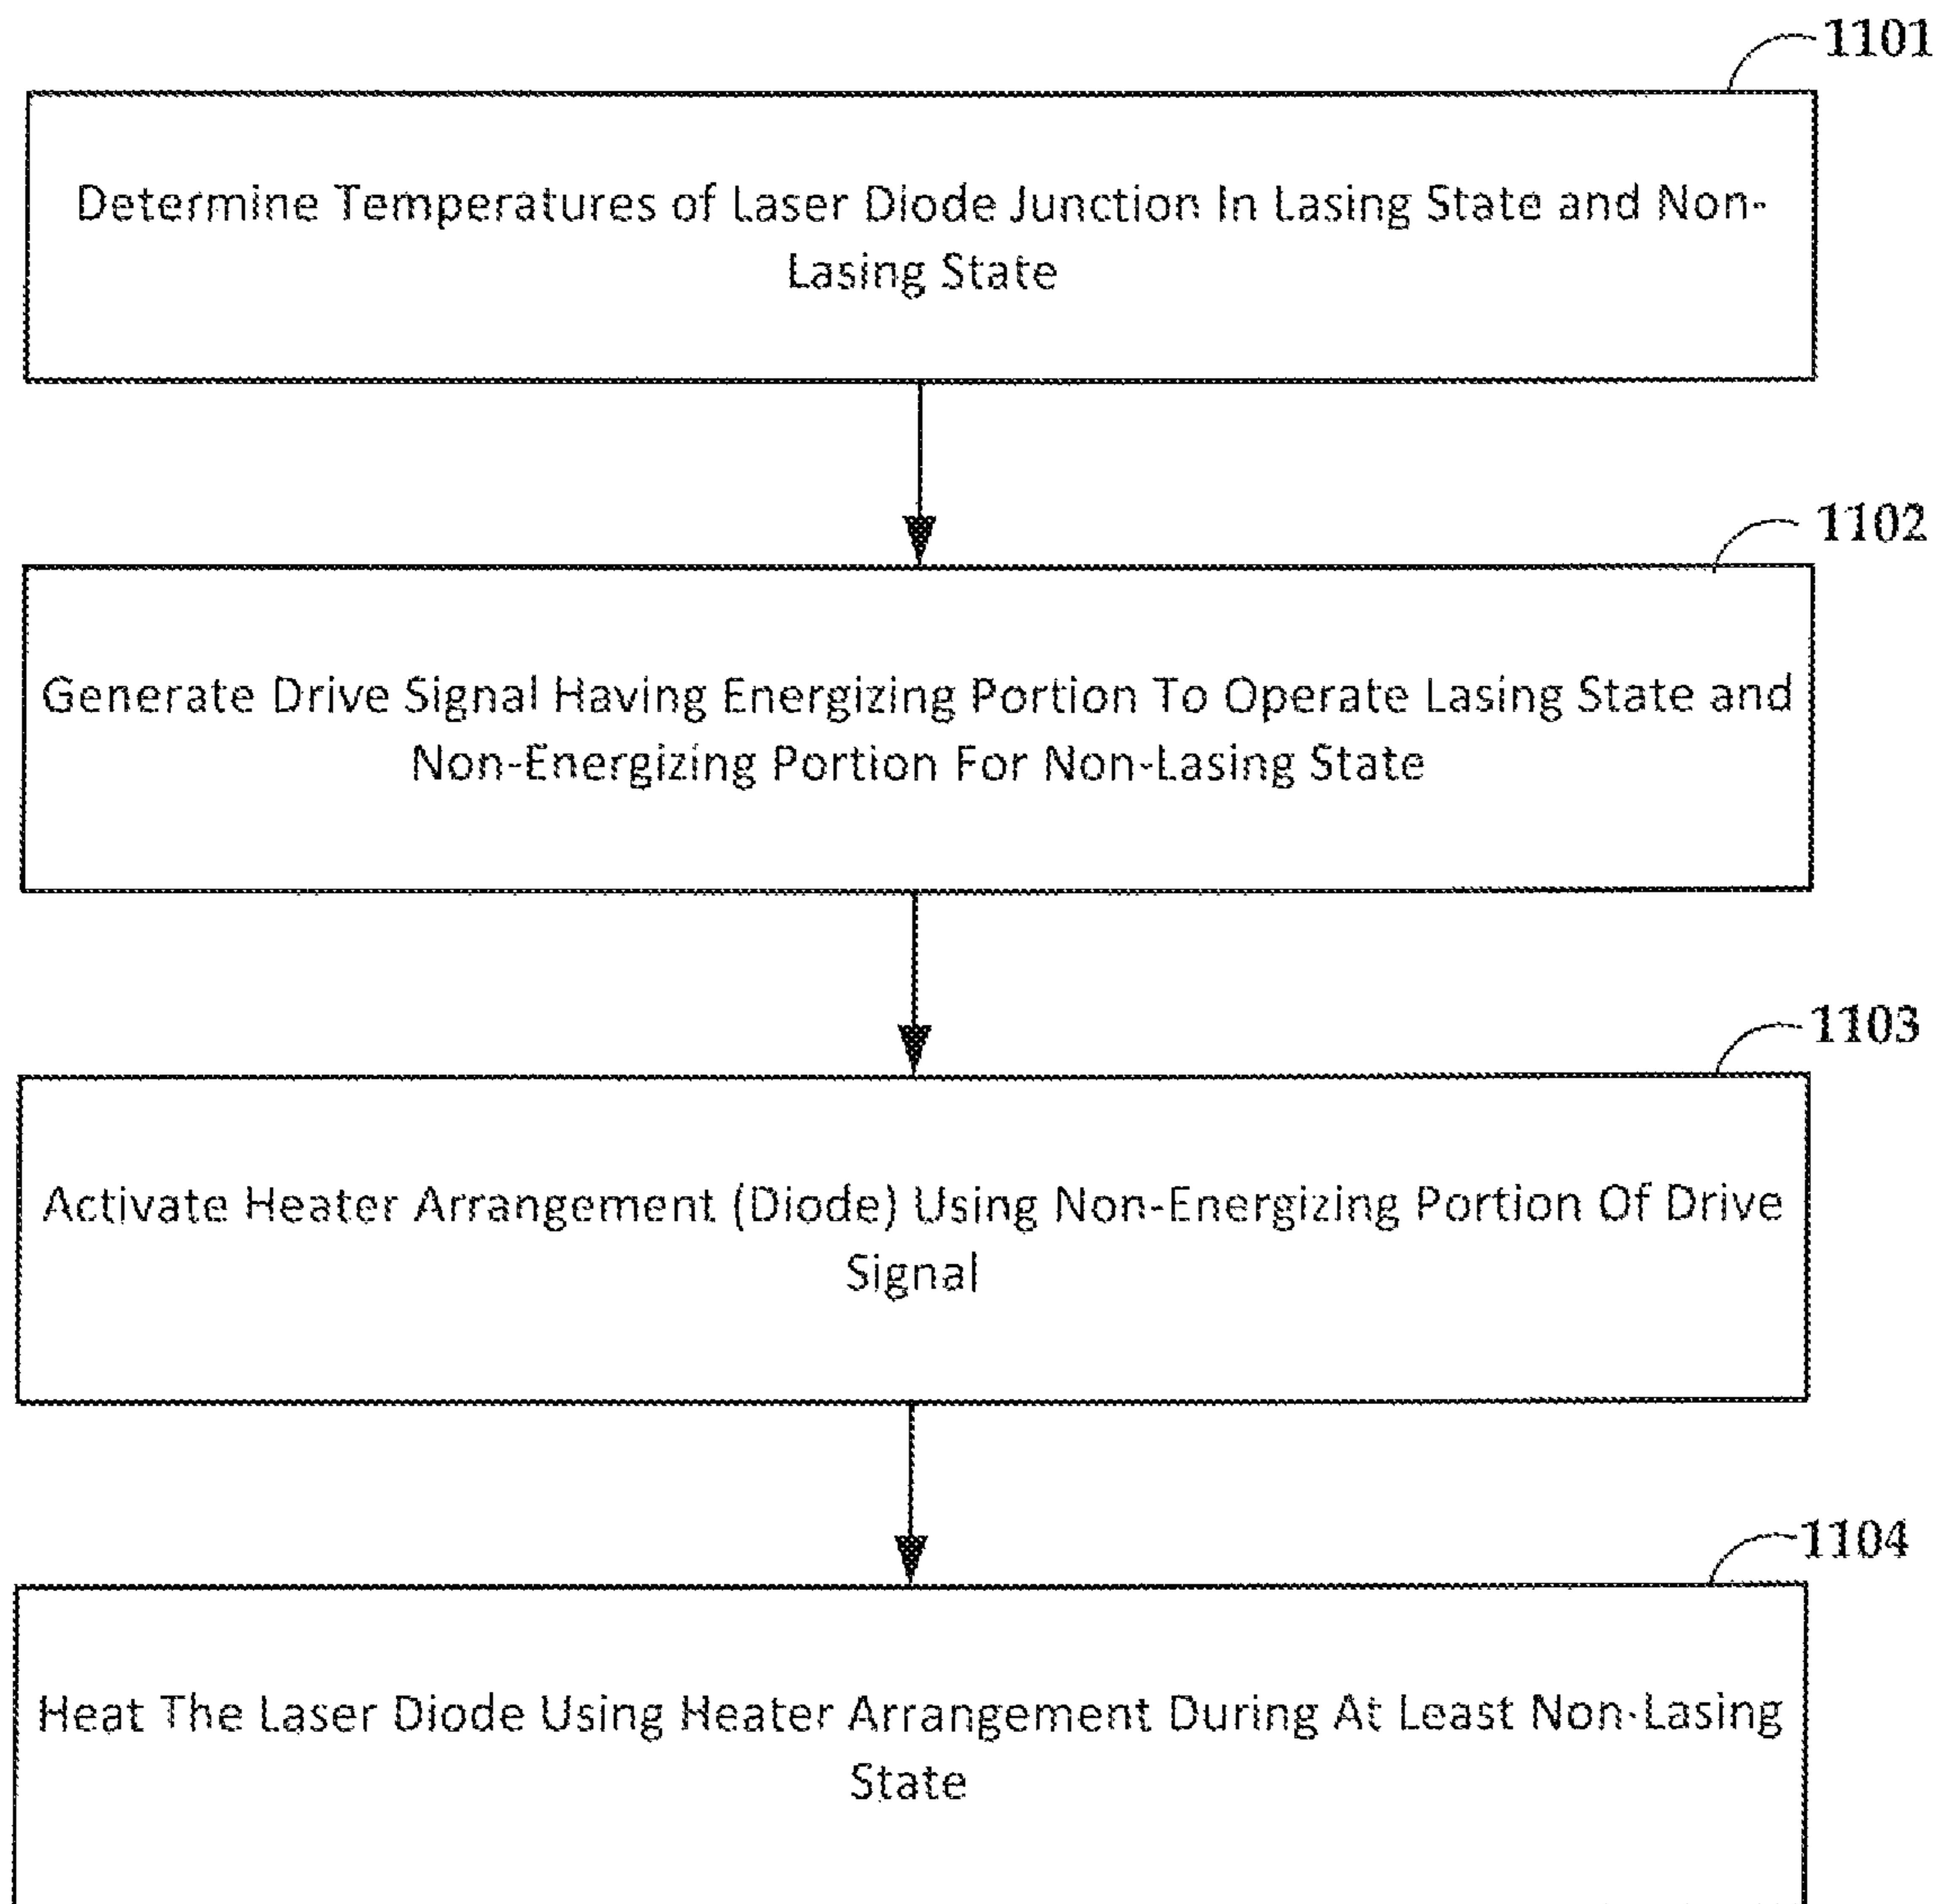 1101
Determine Temperatures of Laser Diode Junction In Lasing State and Non-
Lasing State
1102
Generate Drive Signal Having Energizing Portion To Operate Lasing State and
Non-Energizing Portion For Non-Lasing State
1103
Activate Heater Arrangement (Diode) Using Non-Energizing Portion Of Drive
Signal
1104
Heat The Laser Diode Using Heater Arrangement During At Least Non-Lasing
State